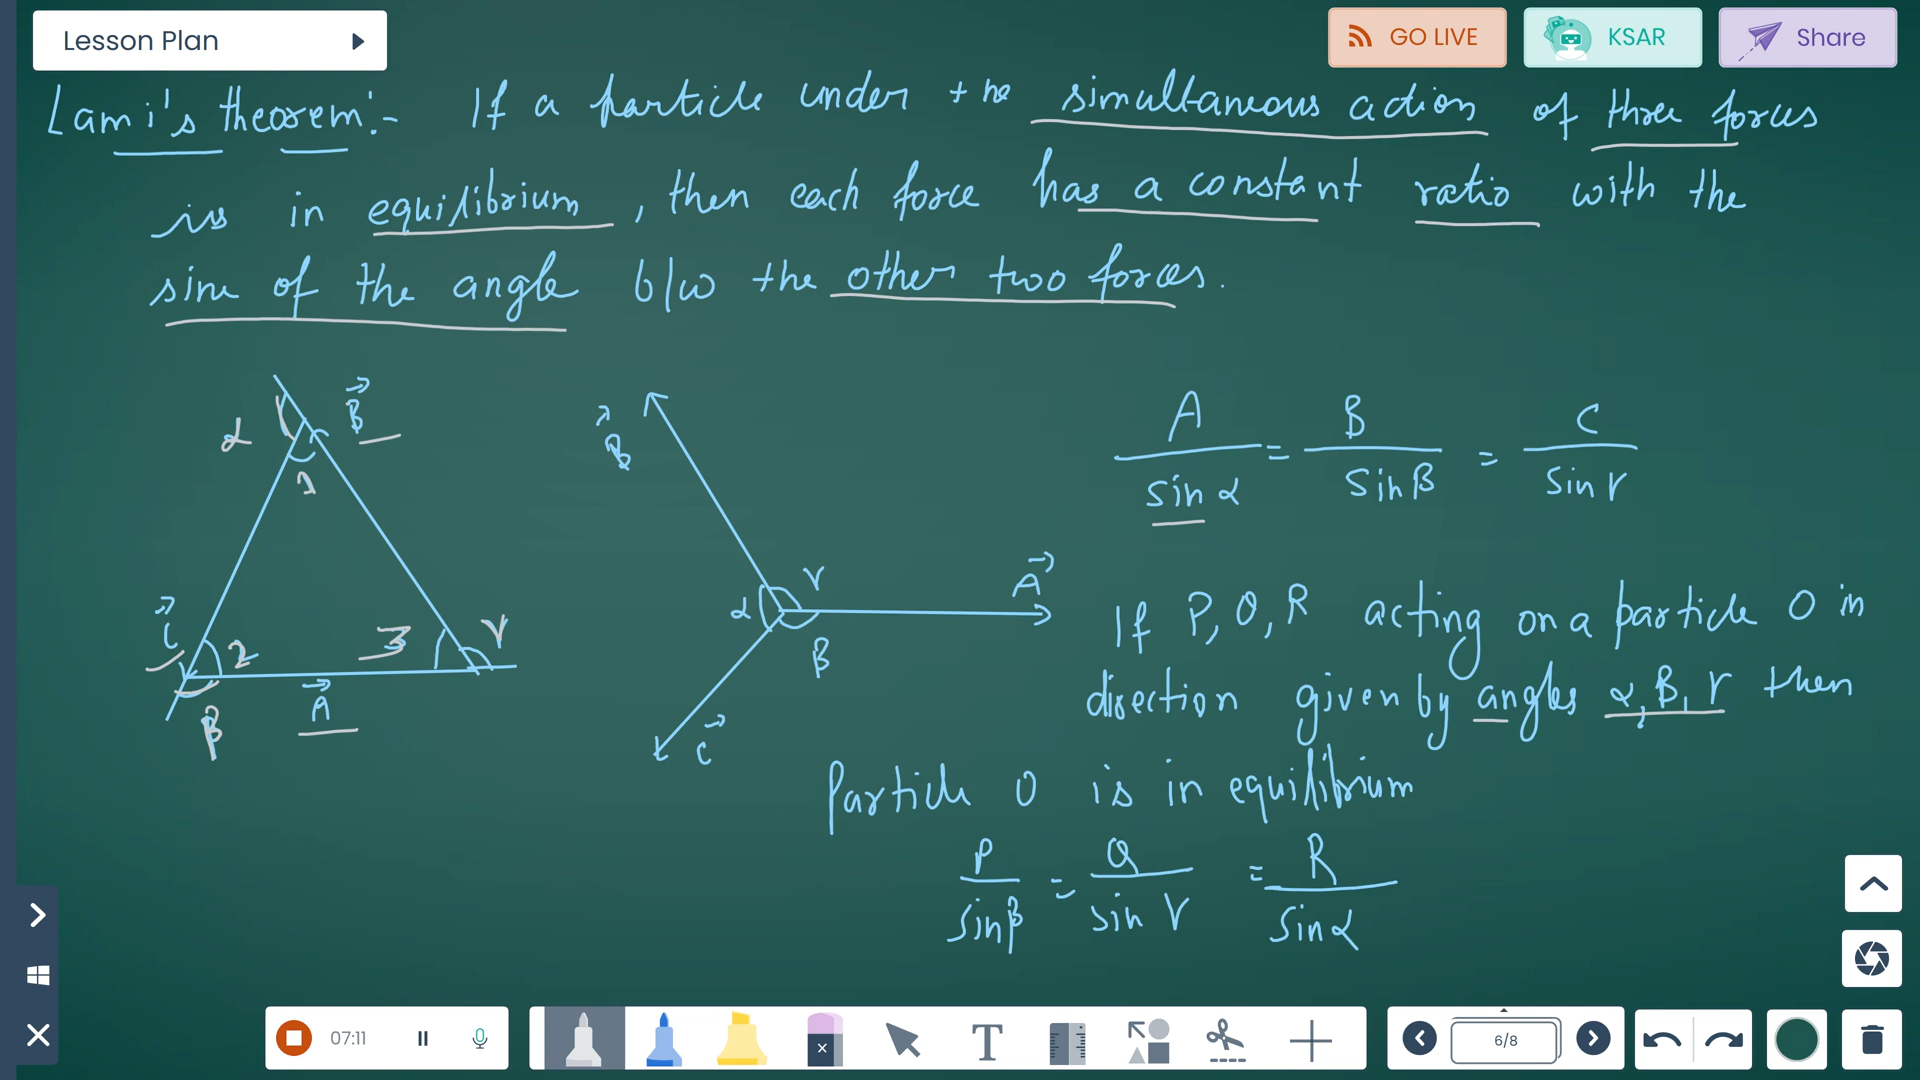 Lesson Plan
GO LIVE
KSAR
Share
Lami's theorem:- If a particle under the simultaneous action of three forces
is in equilibrium, then each force has a constant ratio with the
sine of the angle b/w the other two forces.
α
B
1
C
2
3
γ
A
β
B
α
γ
A
β
C
A/sin α = B/Sin β = C/Sin γ
If P, Q, R acting on a particle O in
direction given by angles α, β, γ then
Particle O is in equilibrium
P/sin β = Q/sin γ = R/Sin α
07:11
T
6/8